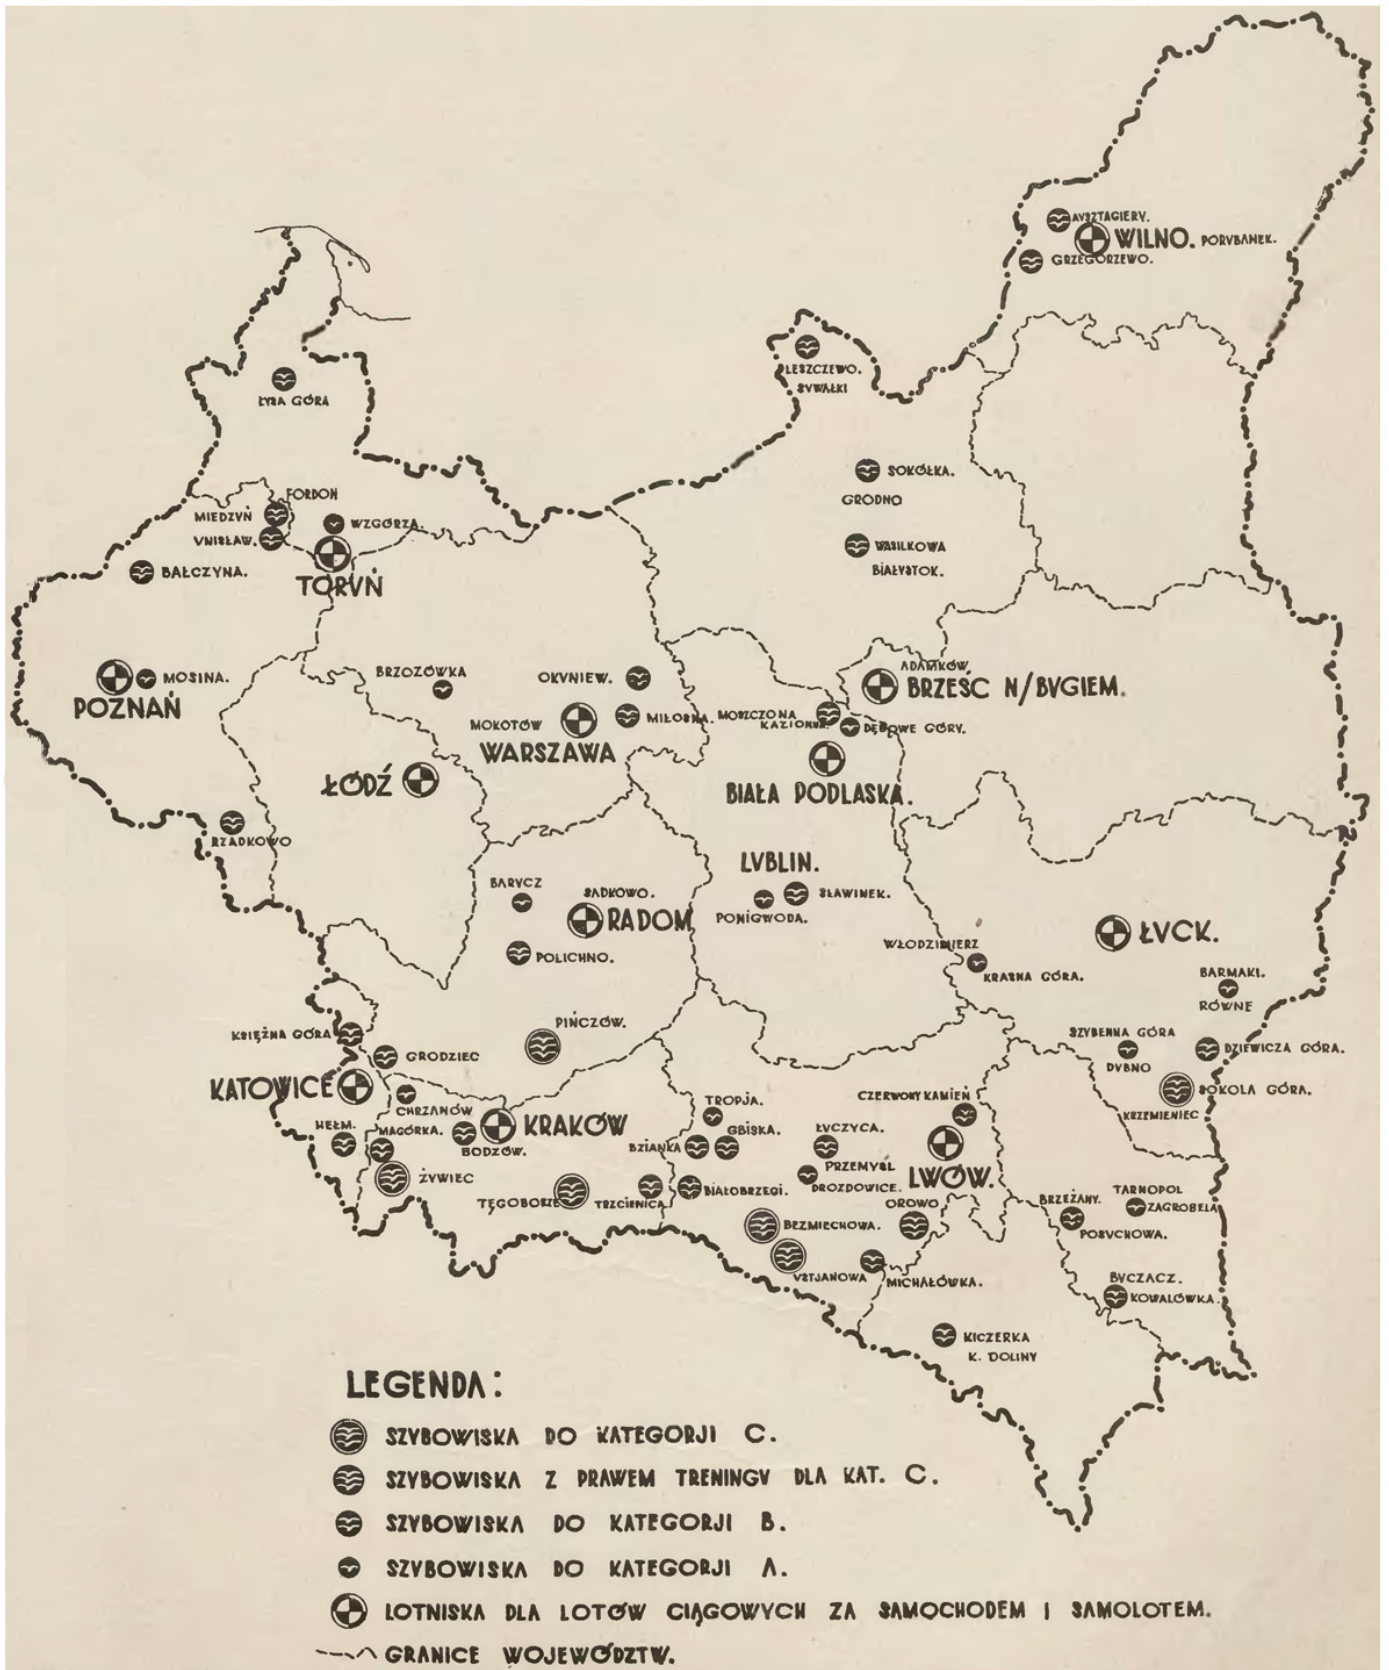 AVSZTAGIERY.
WILNO. PORVBANEK.
GRZEGORZEWO.
LESZCZEWO.
SVWAŁKI
ŁYSA GÓRA
SOKÓŁKA.
GRODNO
FORDON
MIEDZYŃ
WZGÓRZA.
VNISŁAW.
WASILKOWA
BIAŁYSTOK.
BAŁCZYNA.
TORVŃ
ADAMKÓW
BRZOZÓWKA
OKVNIEW.
MOSINA.
BRZEŚC N/BVGIEM.
POZNAŃ
MOKOTÓW
MIŁOSNA.
MOSZCZONA
DĘBOWE GÓRY.
WARSZAWA
ŁÓDŹ
BIAŁA PODLASKA.
RZADKOWO
LVBLIN.
BARYCZ
SADKOWO.
SŁAWINEK.
RADOM
PONIGWODA.
ŁVCK.
WŁODZIMIERZ
POLICHNO.
KRASNA GÓRA.
BARMAKI.
RÓWNE
PIŃCZÓW.
KSIĘŻNA GÓRA
SZYBENNA GÓRA
GRODZIEC
DZIEWICZA GÓRA.
DVBNO
KATOWICE
SOKOLA GÓRA.
CZERWONY KAMIEŃ
TROPJA.
CHRZANÓW
KRZEMIENIEC
HEŁM.
MAGÓRKA.
KRAKÓW
GBISKA.
ŁVCZYCA.
BZIANKA
BODZÓW.
PRZEMYŚL
LWÓW.
ŻYWIEC
DROZDOWICE.
BIAŁOBRZEGI.
TARNOPOL
TĘGOBORZE
TRZCIENICA
OROWO
BRZEŻANY.
ZAGROBELA
BEZMIECHOWA.
POSVCHOWA.
VSTJANOWA
MICHAŁÓWKA.
BVCZACZ.
KOWALÓWKA.
KICZERKA
K. DOLINY
LEGENDA:
SZYBOWISKA DO KATEGORJI C.
SZYBOWISKA Z PRAWEM TRENINGV DLA KAT. C.
SZYBOWISKA DO KATEGORJI B.
SZYBOWISKA DO KATEGORJI A.
LOTNISKA DLA LOTÓW CIĄGOWYCH ZA SAMOCHODEM I SAMOLOTEM.
GRANICE WOJEWÓDZTW.